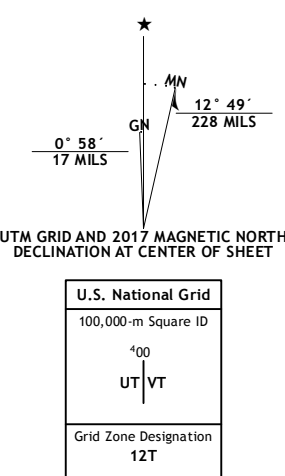 ★
MN
GN
12° 49´
228 MILS
0° 58´
17 MILS
UTM GRID AND 2017 MAGNETIC NORTH
DECLINATION AT CENTER OF SHEET
U.S. National Grid
100,000-m Square ID
⁴00
UT VT
Grid Zone Designation
12T